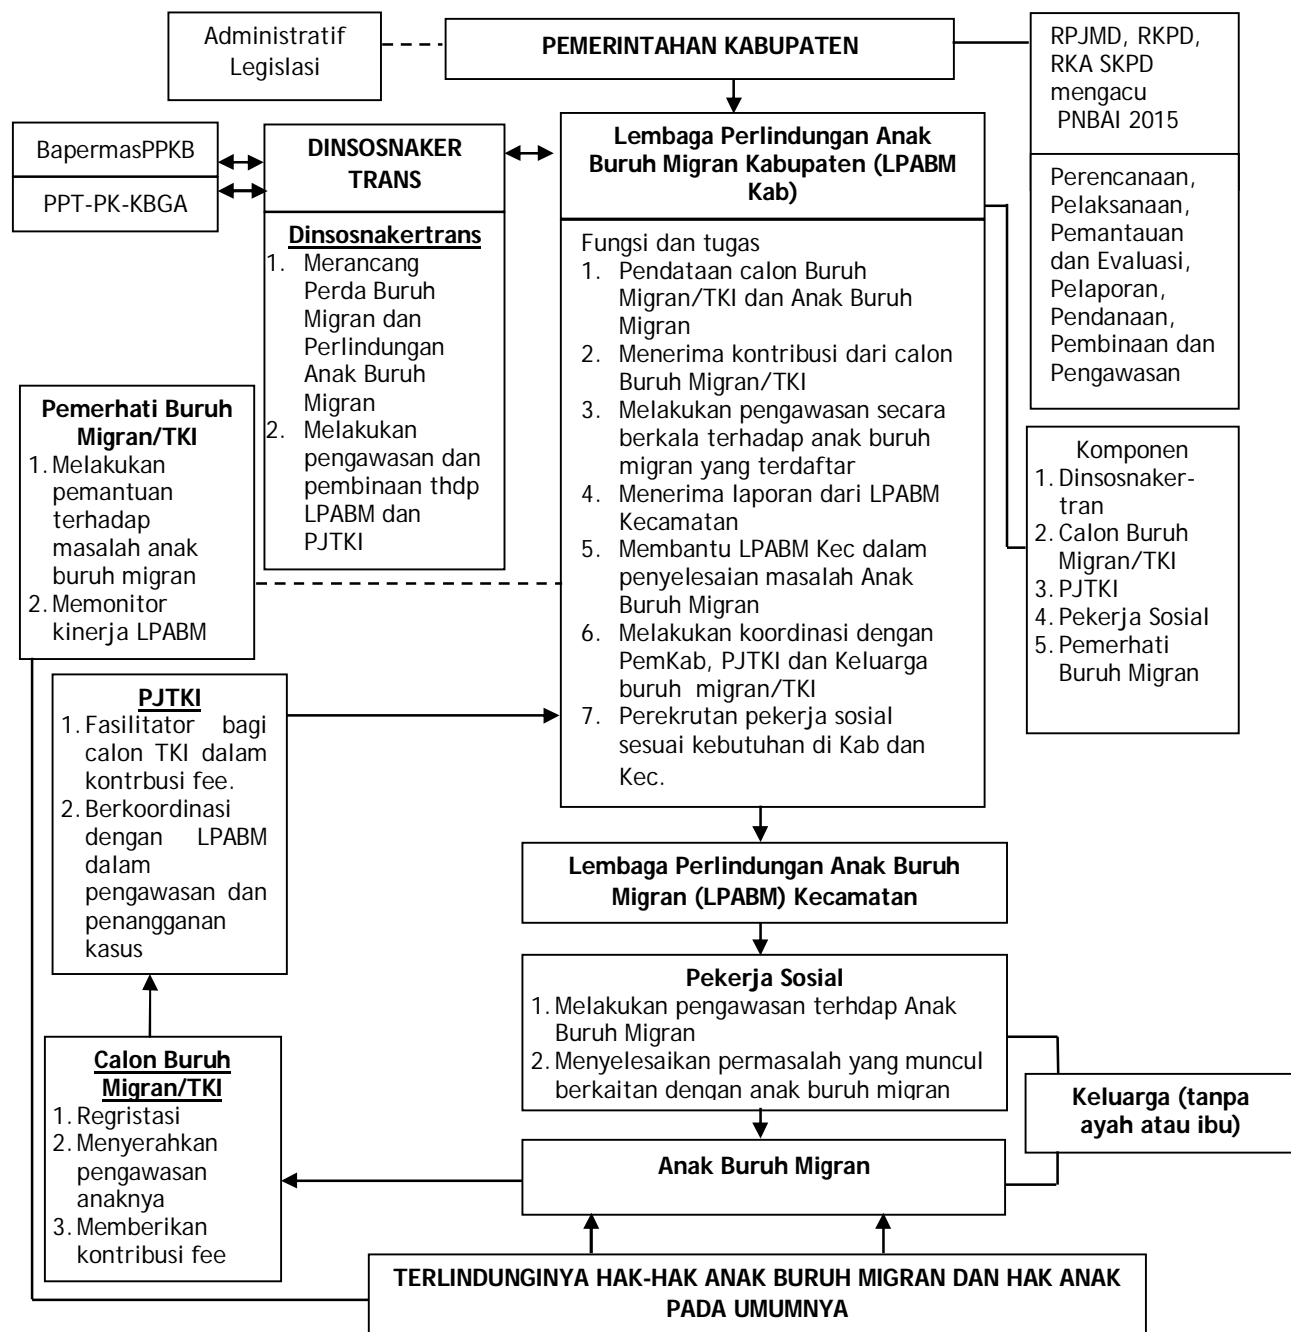 Administratif
Legislasi
PEMERINTAHAN KABUPATEN
RPJMD, RKPD,
RKA SKPD
mengacu
PNBAI 2015
Perencanaan,
Pelaksanaan,
Pemantauan
dan Evaluasi,
Pelaporan,
Pendanaan,
Pembinaan dan
Pengawasan
BapermasPPKB
PPT-PK-KBGA
DINSOSNAKER
TRANS
Dinsosnakertrans
1. Merancang
Perda Buruh
Migran dan
Perlindungan
Anak Buruh
Migran
2. Melakukan
pengawasan dan
pembinaan thdp
LPABM dan
PJTKI
Lembaga Perlindungan Anak
Buruh Migran Kabupaten (LPABM
Kab)
Fungsi dan tugas
1. Pendataan calon Buruh
Migran/TKI dan Anak Buruh
Migran
2. Menerima kontribusi dari calon
Buruh Migran/TKI
3. Melakukan pengawasan secara
berkala terhadap anak buruh
migran yang terdaftar
4. Menerima laporan dari LPABM
Kecamatan
5. Membantu LPABM Kec dalam
penyelesaian masalah Anak
Buruh Migran
6. Melakukan koordinasi dengan
PemKab, PJTKI dan Keluarga
buruh migran/TKI
7. Perekrutan pekerja sosial
sesuai kebutuhan di Kab dan
Kec.
Komponen
1. Dinsosnaker-
tran
2. Calon Buruh
Migran/TKI
3. PJTKI
4. Pekerja Sosial
5. Pemerhati
Buruh Migran
Pemerhati Buruh
Migran/TKI
1. Melakukan
pemantuan
terhadap
masalah anak
buruh migran
2. Memonitor
kinerja LPABM
PJTKI
1. Fasilitator bagi
calon TKI dalam
kontrbusi fee.
2. Berkoordinasi
dengan LPABM
dalam
pengawasan dan
penangganan
kasus
Lembaga Perlindungan Anak Buruh
Migran (LPABM) Kecamatan
Pekerja Sosial
1. Melakukan pengawasan terhdap Anak
Buruh Migran
2. Menyelesaikan permasalah yang muncul
berkaitan dengan anak buruh migran
Keluarga (tanpa
ayah atau ibu)
Calon Buruh
Migran/TKI
1. Regristasi
2. Menyerahkan
pengawasan
anaknya
3. Memberikan
kontribusi fee
Anak Buruh Migran
TERLINDUNGINYA HAK-HAK ANAK BURUH MIGRAN DAN HAK ANAK
PADA UMUMNYA